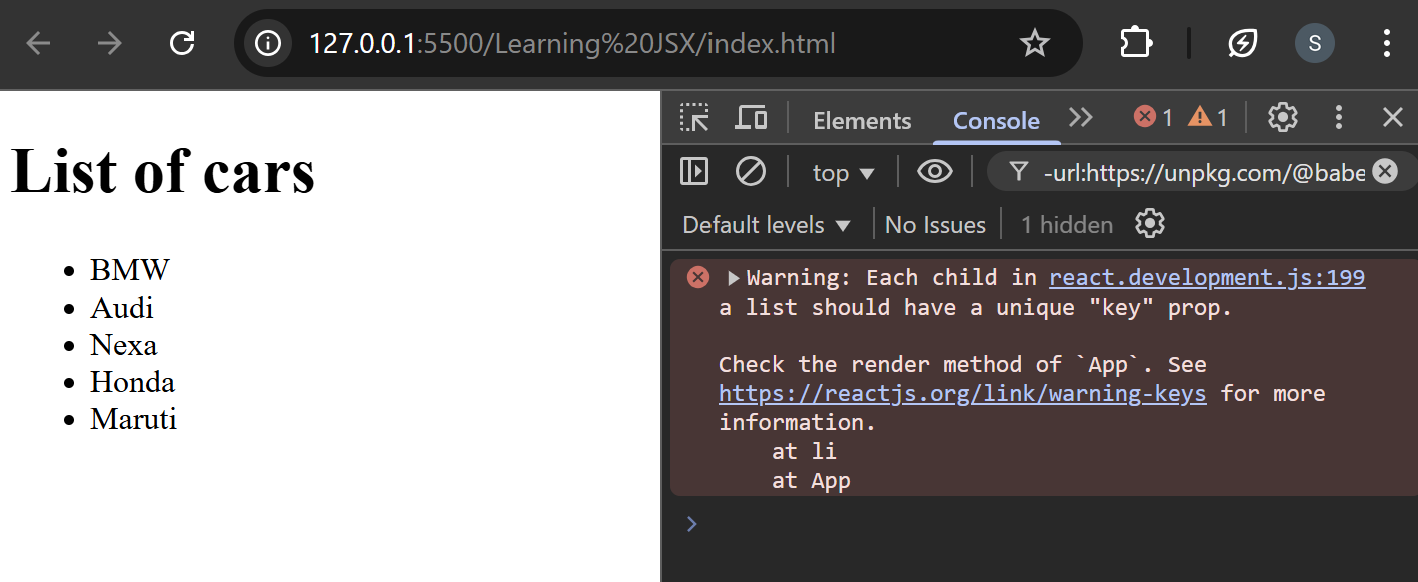 127.0.0.1:5500/Learning%20JSX/index.html
S
List of cars
BMW
Audi
Nexa
Honda
Maruti
Elements Console 1 1
top -url:https://unpkg.com/@babe
Default levels No Issues 1 hidden
Warning: Each child in react.development.js:199
a list should have a unique "key" prop.
Check the render method of `App`. See
https://reactjs.org/link/warning-keys for more
information.
at li
at App